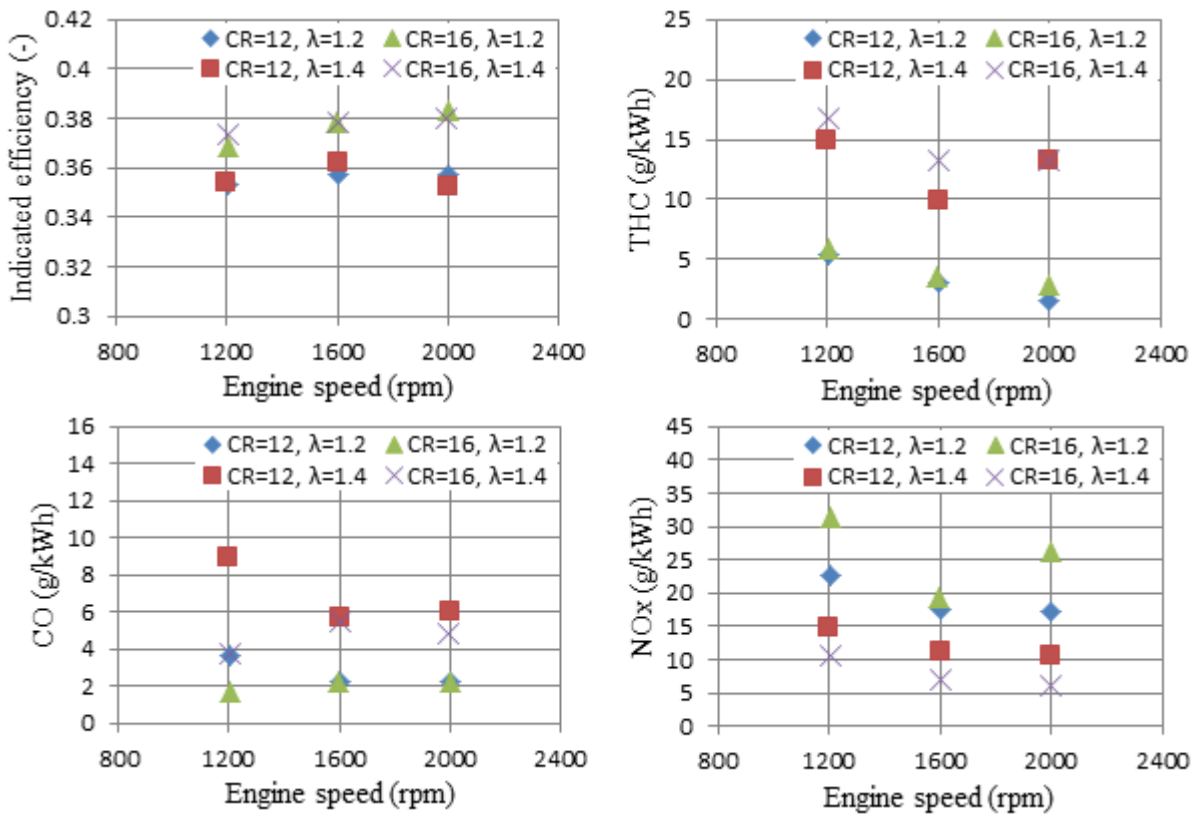 Indicated efficiency (-)
0.42
0.4
0.38
0.36
0.34
0.32
0.3
CR=12, λ=1.2 CR=16, λ=1.2
CR=12, λ=1.4 CR=16, λ=1.4
800 1200 1600 2000 2400
Engine speed (rpm)
THC (g/kWh)
25
20
15
10
5
0
CR=12, λ=1.2 CR=16, λ=1.2
CR=12, λ=1.4 CR=16, λ=1.4
800 1200 1600 2000 2400
Engine speed (rpm)
CO (g/kWh)
16
14
12
10
8
6
4
2
0
CR=12, λ=1.2 CR=16, λ=1.2
CR=12, λ=1.4 CR=16, λ=1.4
800 1200 1600 2000 2400
Engine speed (rpm)
NOx (g/kWh)
45
40
35
30
25
20
15
10
5
0
CR=12, λ=1.2 CR=16, λ=1.2
CR=12, λ=1.4 CR=16, λ=1.4
800 1200 1600 2000 2400
Engine speed (rpm)